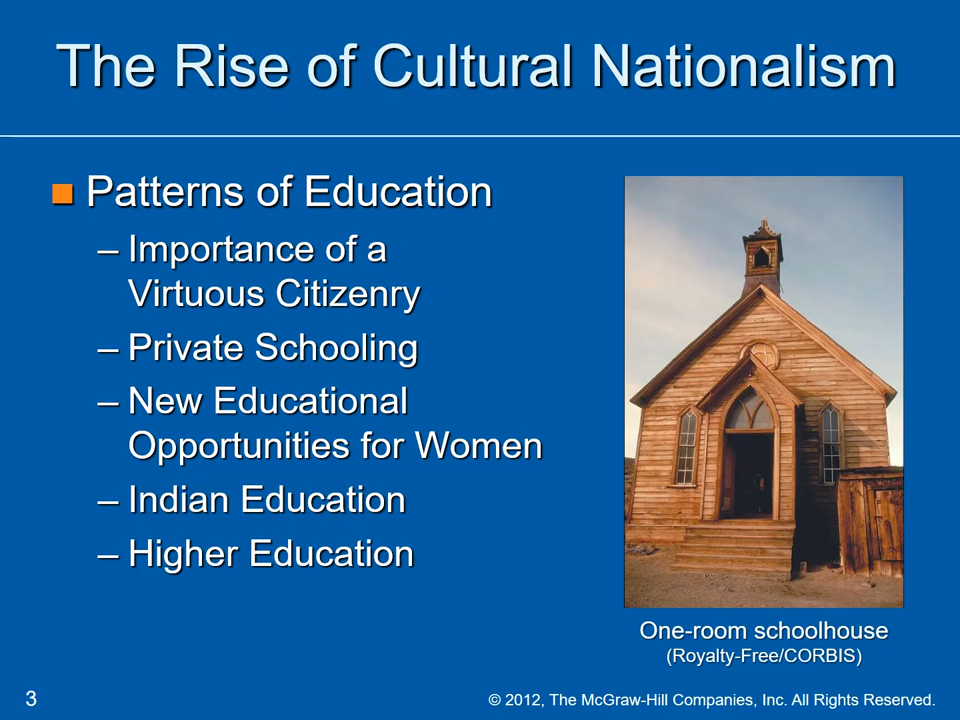 The Rise of Cultural Nationalism
Patterns of Education
– Importance of a
Virtuous Citizenry
– Private Schooling
– New Educational
Opportunities for Women
– Indian Education
– Higher Education
One-room schoolhouse
(Royalty-Free/CORBIS)
3
© 2012, The McGraw-Hill Companies, Inc. All Rights Reserved.